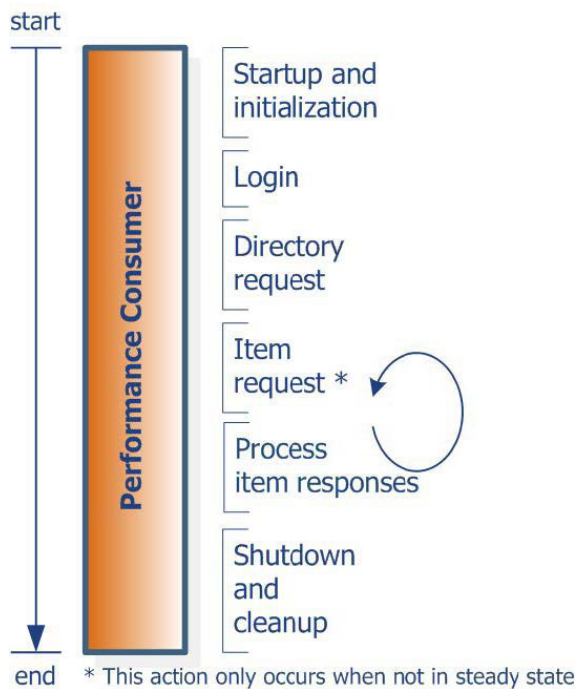 start
Performance Consumer
Startup and
initialization
Login
Directory
request
Item
request *
Process
item responses
Shutdown
and
cleanup
end
* This action only occurs when not in steady state